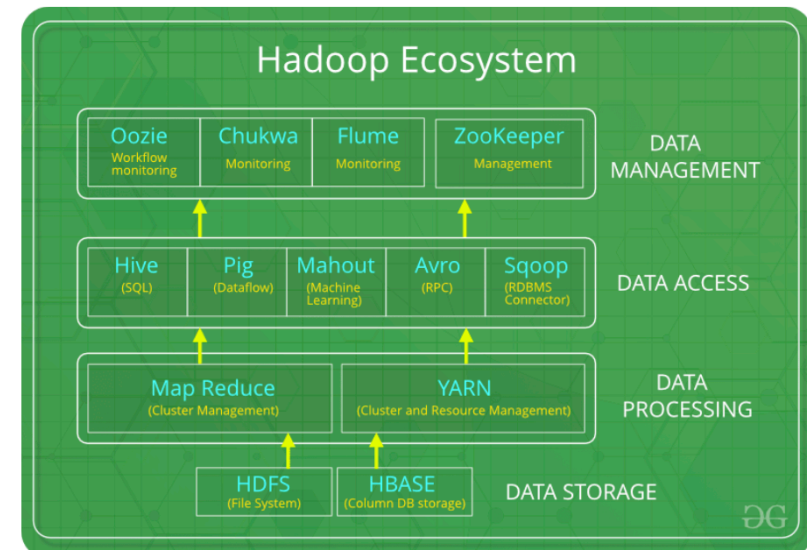 Hadoop Ecosystem
Oozie
Workflow
monitoring
Chukwa
Monitoring
Flume
Monitoring
ZooKeeper
Management
DATA
MANAGEMENT
Hive
(SQL)
Pig
(Dataflow)
Mahout
(Machine
Learning)
Avro
(RPC)
Sqoop
(RDBMS
Connector)
DATA ACCESS
Map Reduce
(Cluster Management)
YARN
(Cluster and Resource Management)
DATA
PROCESSING
HDFS
(File System)
HBASE
(Column DB storage)
DATA STORAGE